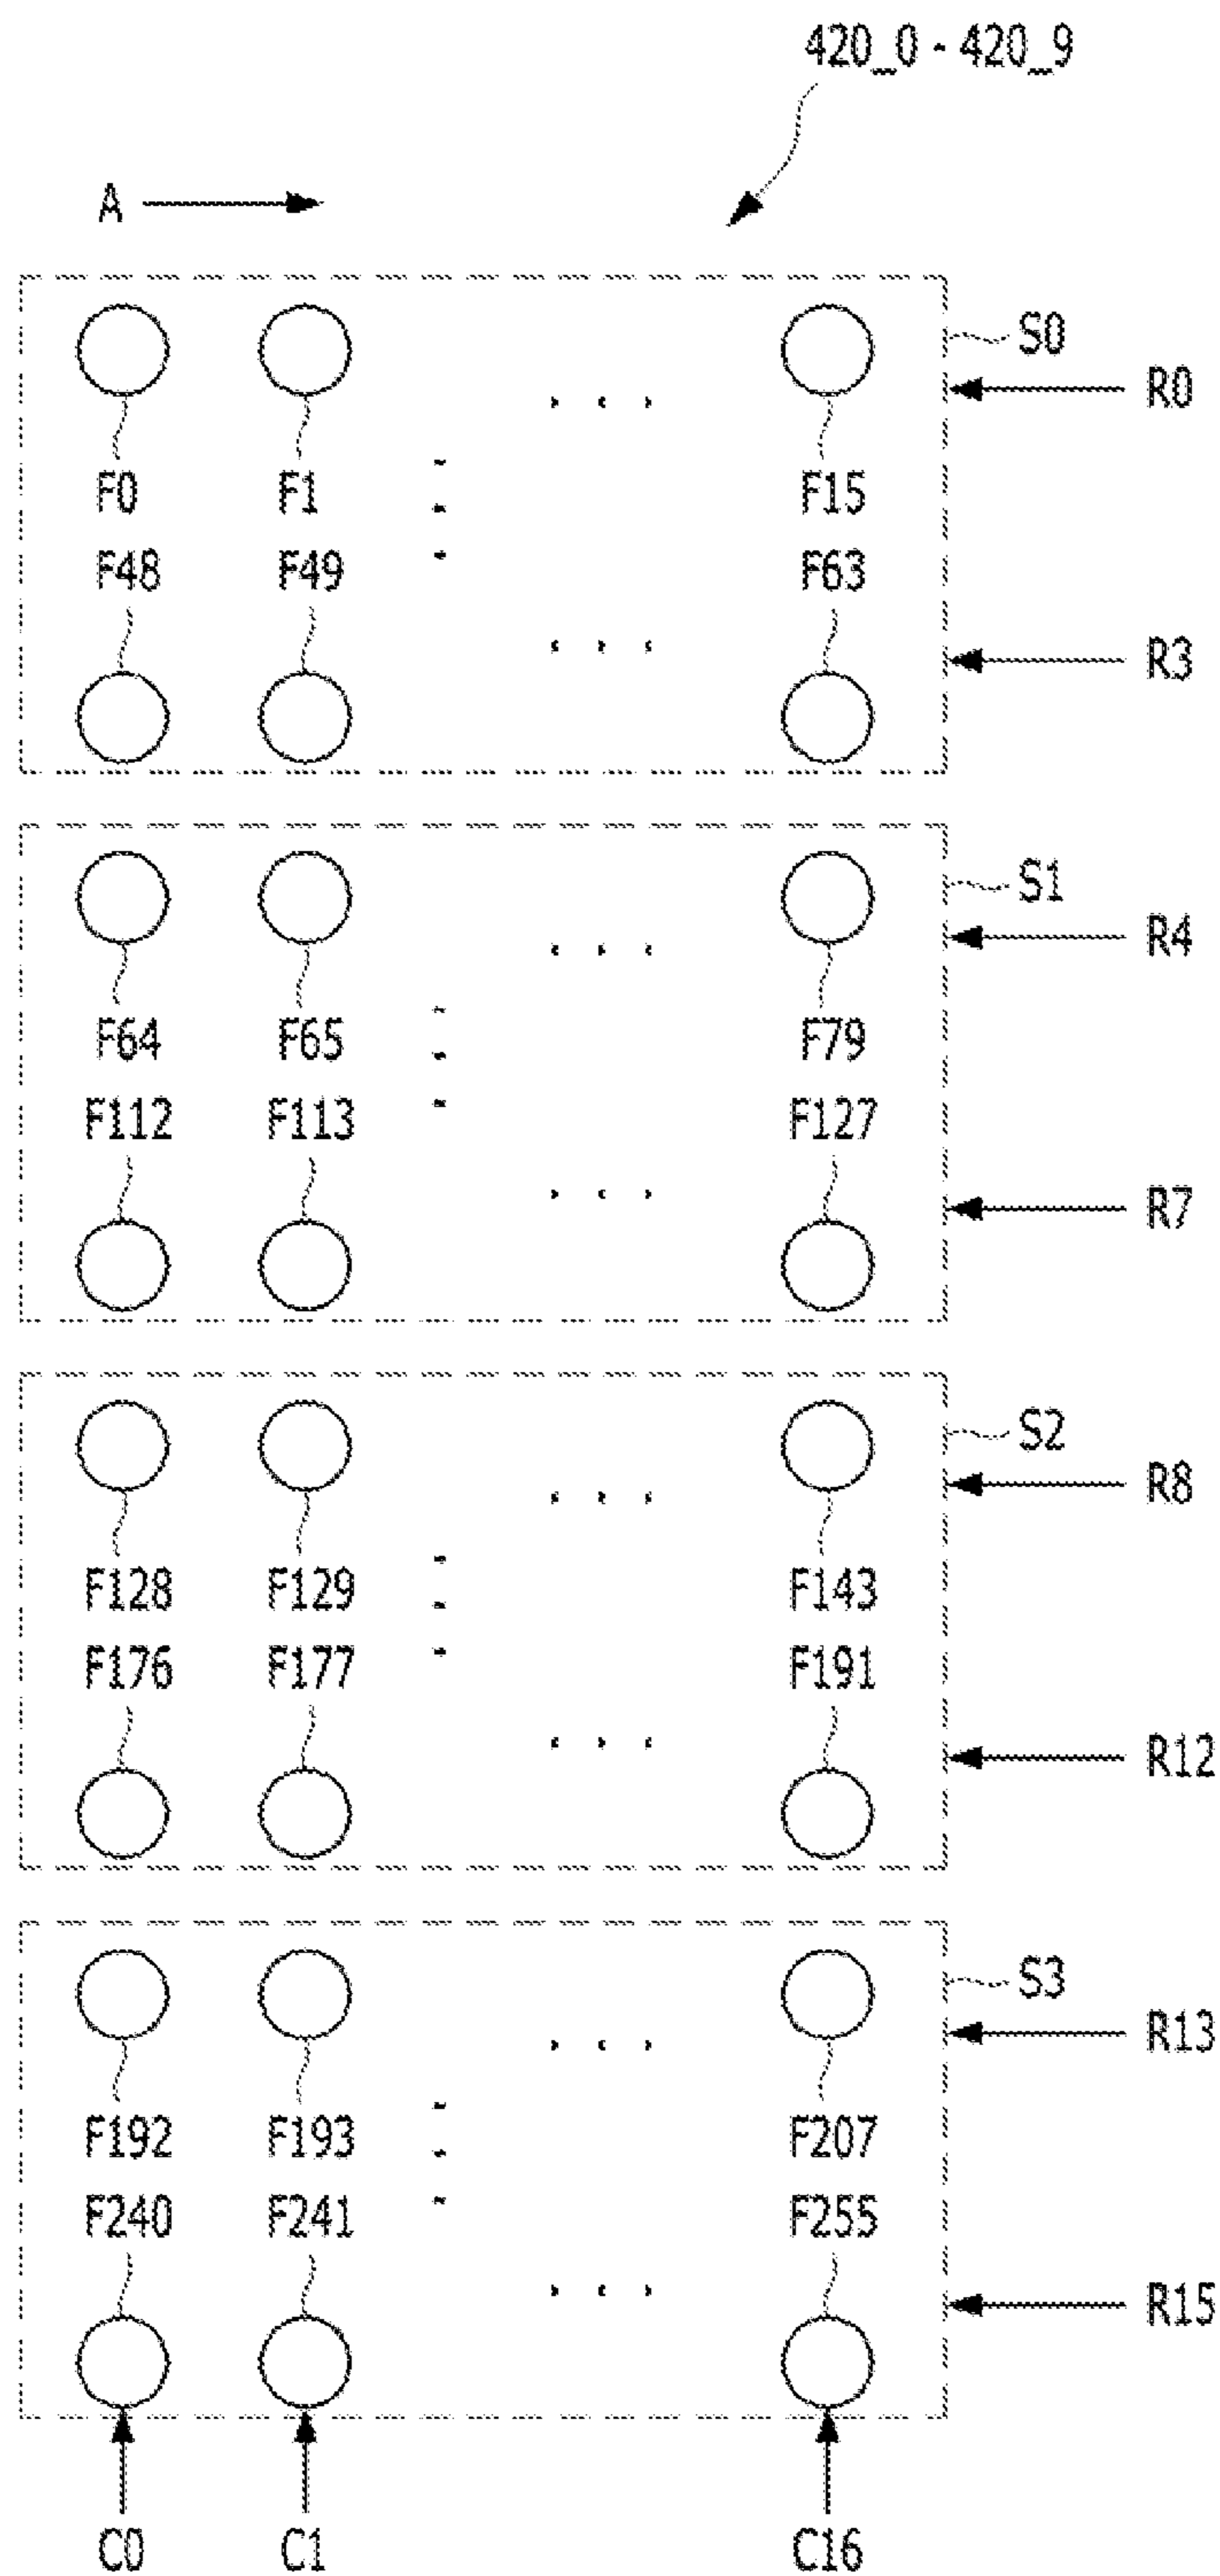 420_0 - 420_9
A
S0
R0
F0 F1 F15
F48 F49 F63
R3
S1
R4
F64 F65 F79
F112 F113 F127
R7
S2
R8
F128 F129 F143
F176 F177 F191
R12
S3
R13
F192 F193 F207
F240 F241 F255
R15
C0 C1 C16